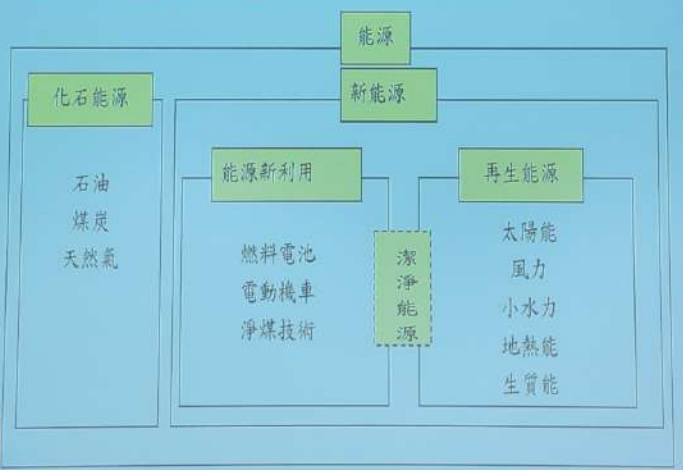 能源
化石能源
新能源
石油
煤炭
天然氣
能源新利用
燃料電池
電動機車
淨煤技術
潔淨能源
再生能源
太陽能
風力
小水力
地熱能
生質能